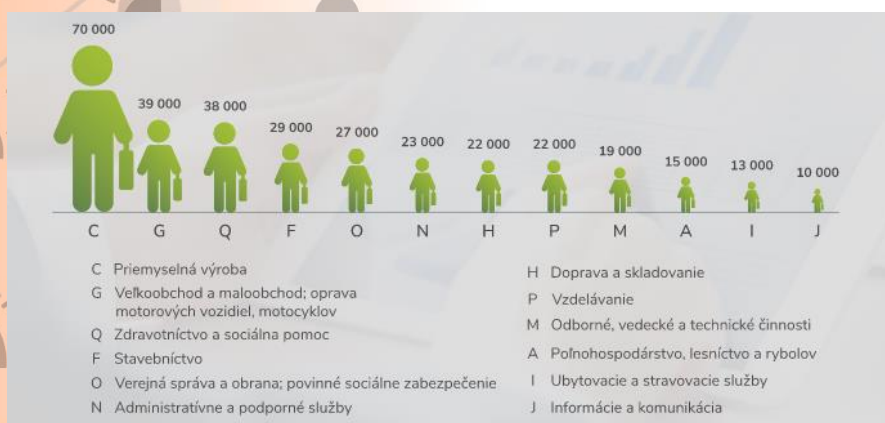 70 000
39 000
38 000
29 000
27 000
23 000
22 000
22 000
19 000
15 000
13 000
10 000
C G Q F O N H P M A I J
C Priemyselná výroba
G Veľkoobchod a maloobchod; oprava
motorových vozidiel, motocyklov
Q Zdravotníctvo a sociálna pomoc
F Stavebníctvo
O Verejná správa a obrana; povinné sociálne zabezpečenie
N Administratívne a podporné služby
H Doprava a skladovanie
P Vzdelávanie
M Odborné, vedecké a technické činnosti
A Poľnohospodárstvo, lesníctvo a rybolov
I Ubytovacie a stravovacie služby
J Informácie a komunikácia